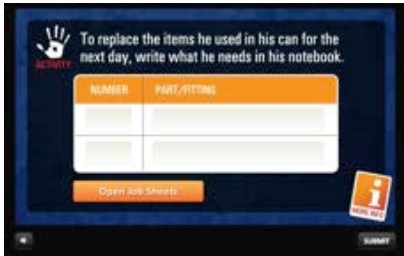 To replace the items he used in his can for the
next day, write what he needs in his notebook.
ACTIVITY
NUMBER PART/FITTING
Open Job Sheets
MORE INFO
SUBMIT